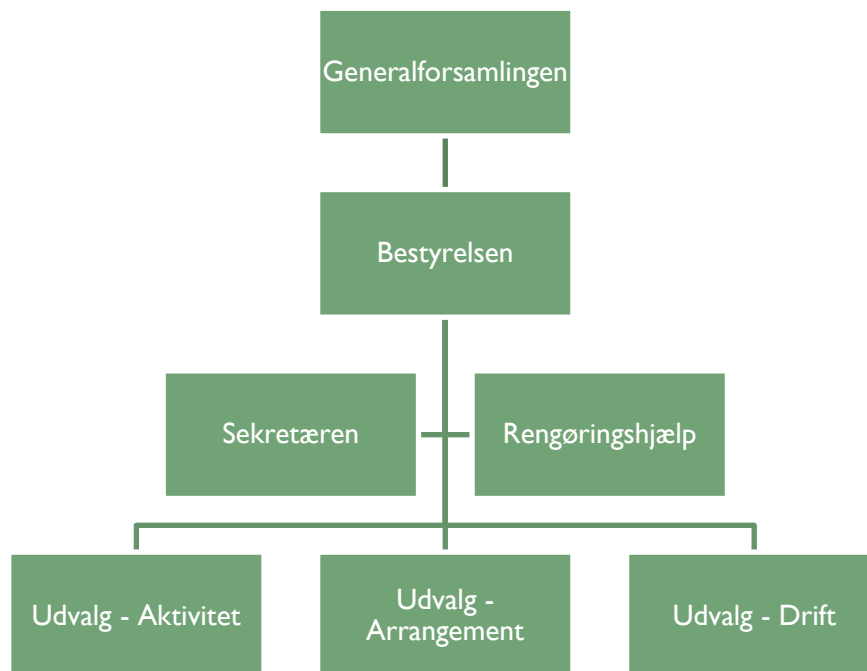 Generalforsamlingen
Bestyrelsen
Sekretæren
Rengøringshjælp
Udvalg - Aktivitet
Udvalg -
Arrangement
Udvalg - Drift